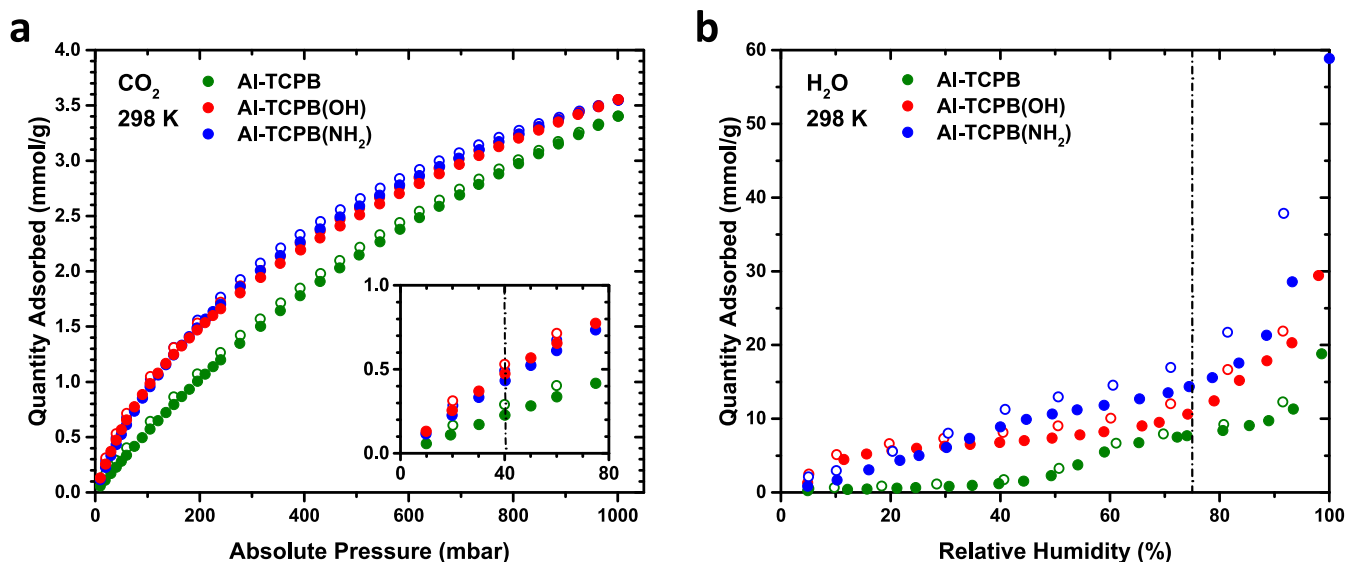 a
4.0
3.5
3.0
2.5
2.0
1.5
1.0
0.5
0.0
Quantity Adsorbed (mmol/g)
CO2
298 K
Al-TCPB
Al-TCPB(OH)
Al-TCPB(NH2)
1.0
0.5
0.0
0 40 80
0 200 400 600 800 1000
Absolute Pressure (mbar)
b
60
50
40
30
20
10
0
Quantity Adsorbed (mmol/g)
H2O
298 K
Al-TCPB
Al-TCPB(OH)
Al-TCPB(NH2)
0 20 40 60 80 100
Relative Humidity (%)